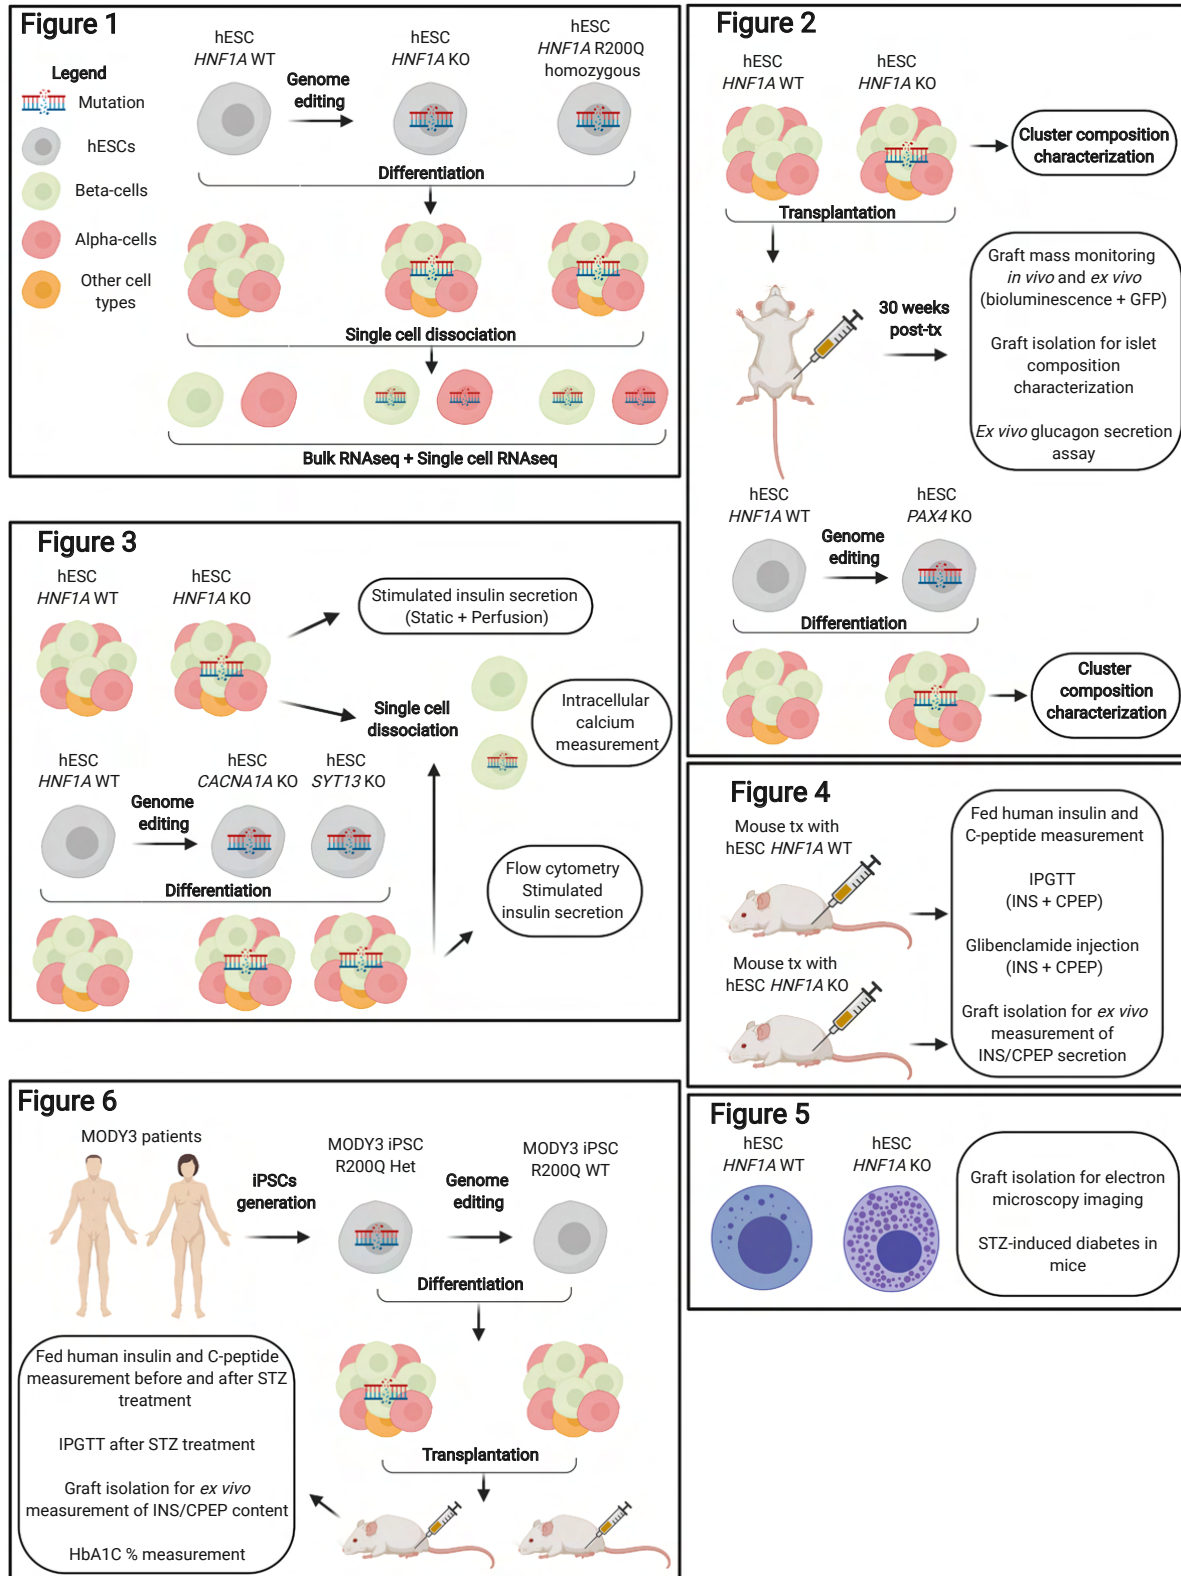 Figure 1
Legend
Mutation
hESCs
Beta-cells
Alpha-cells
Other cell
types
hESC
HNF1A WT
Genome
editing
hESC
HNF1A KO
hESC
HNF1A R200Q
homozygous
Differentiation
Single cell dissociation
Bulk RNAseq + Single cell RNAseq
Figure 2
hESC
HNF1A WT
hESC
HNF1A KO
Cluster composition
characterization
Transplantation
30 weeks
post-tx
Graft mass monitoring
in vivo and ex vivo
(bioluminescence + GFP)
Graft isolation for islet
composition
characterization
Ex vivo glucagon secretion
assay
hESC
HNF1A WT
Genome
editing
hESC
PAX4 KO
Differentiation
Cluster
composition
characterization
Figure 3
hESC
HNF1A WT
hESC
HNF1A KO
Stimulated insulin secretion
(Static + Perfusion)
Single cell
dissociation
Intracellular
calcium
measurement
hESC
HNF1A WT
Genome
editing
hESC
CACNA1A KO
hESC
SYT13 KO
Differentiation
Flow cytometry
Stimulated
insulin secretion
Figure 4
Mouse tx with
hESC HNF1A WT
Mouse tx with
hESC HNF1A KO
Fed human insulin and
C-peptide measurement
IPGTT
(INS + CPEP)
Glibenclamide injection
(INS + CPEP)
Graft isolation for ex vivo
measurement of
INS/CPEP secretion
Figure 5
hESC
HNF1A WT
hESC
HNF1A KO
Graft isolation for electron
microscopy imaging
STZ-induced diabetes in
mice
Figure 6
MODY3 patients
iPSCs
generation
MODY3 iPSC
R200Q Het
Genome
editing
MODY3 iPSC
R200Q WT
Differentiation
Transplantation
Fed human insulin and C-peptide
measurement before and after STZ
treatment
IPGTT after STZ treatment
Graft isolation for ex vivo
measurement of INS/CPEP content
HbA1C % measurement